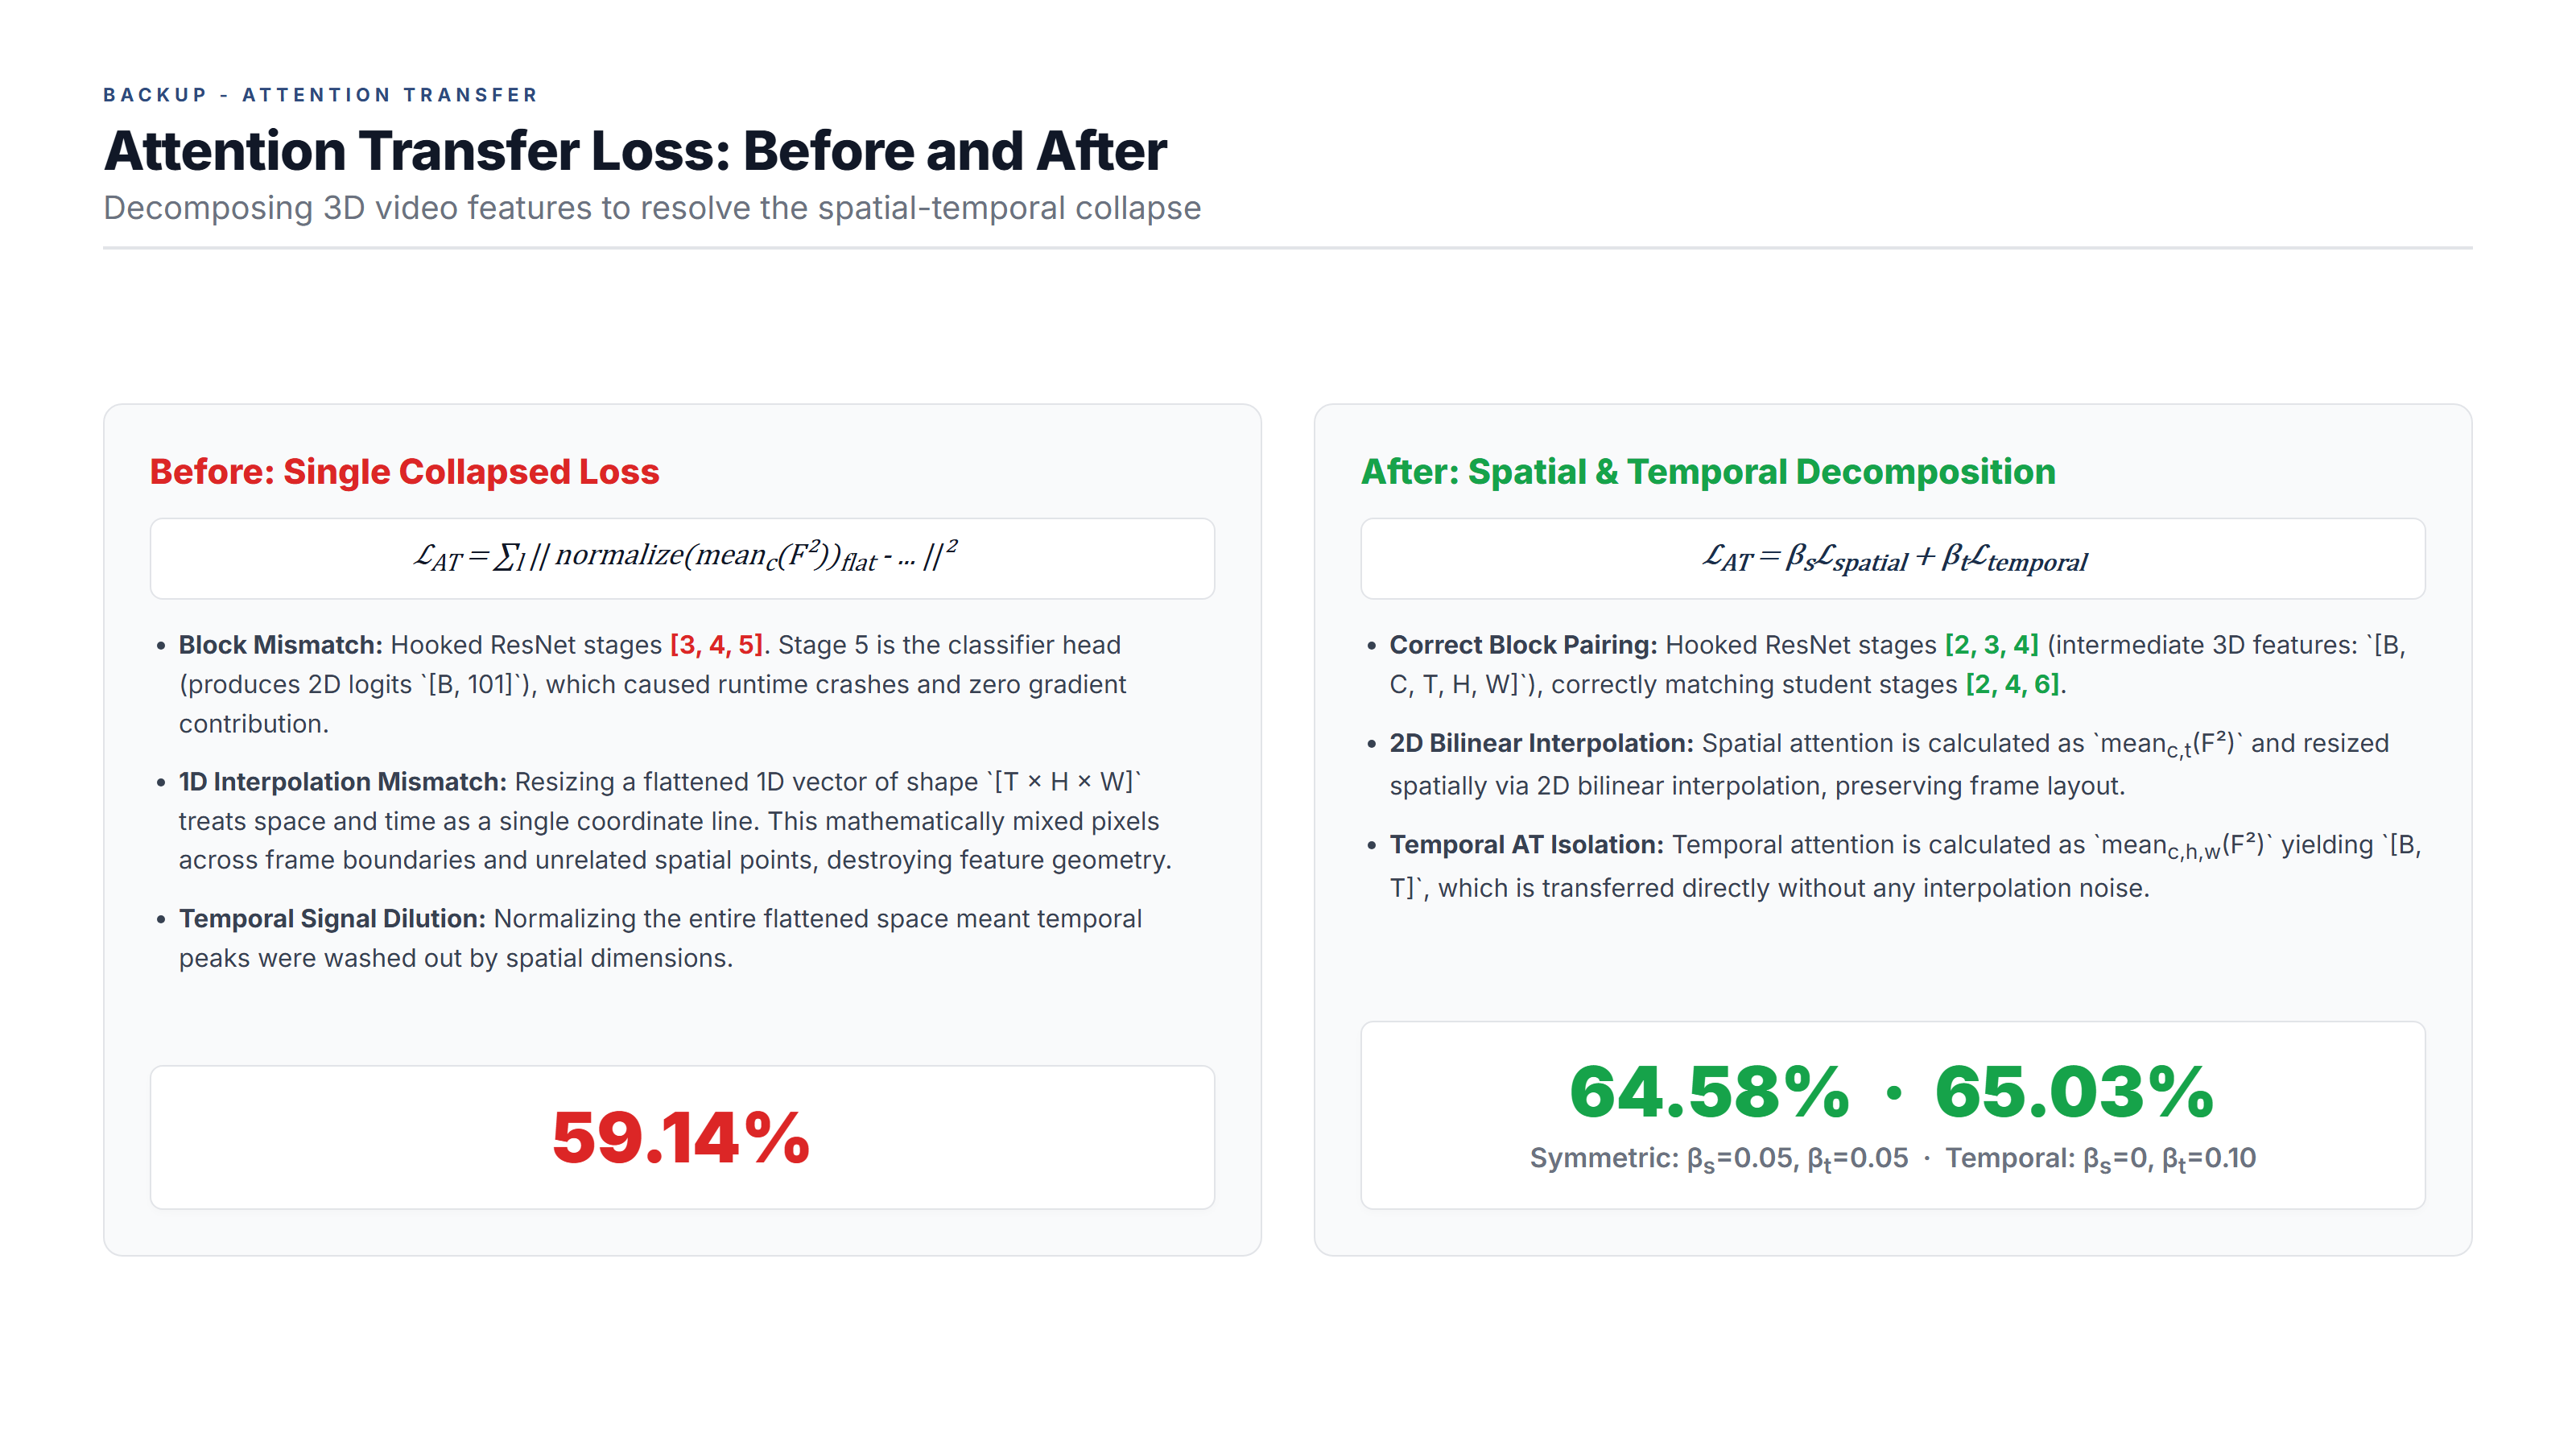 BACKUP - ATTENTION TRANSFER
Attention Transfer Loss: Before and After
Decomposing 3D video features to resolve the spatial-temporal collapse
Before: Single Collapsed Loss
ℒAT = ∑l || normalize(meanc(F²))flat - ... ||²
• Block Mismatch: Hooked ResNet stages [3, 4, 5]. Stage 5 is the classifier head
(produces 2D logits `[B, 101]`), which caused runtime crashes and zero gradient
contribution.
• 1D Interpolation Mismatch: Resizing a flattened 1D vector of shape `[T × H × W]`
treats space and time as a single coordinate line. This mathematically mixed pixels
across frame boundaries and unrelated spatial points, destroying feature geometry.
• Temporal Signal Dilution: Normalizing the entire flattened space meant temporal
peaks were washed out by spatial dimensions.
59.14%
After: Spatial & Temporal Decomposition
ℒAT = βsℒspatial + βtℒtemporal
• Correct Block Pairing: Hooked ResNet stages [2, 3, 4] (intermediate 3D features: `[B,
C, T, H, W]`), correctly matching student stages [2, 4, 6].
• 2D Bilinear Interpolation: Spatial attention is calculated as `meanc,t(F²)` and resized
spatially via 2D bilinear interpolation, preserving frame layout.
• Temporal AT Isolation: Temporal attention is calculated as `meanc,h,w(F²)` yielding `[B,
T]`, which is transferred directly without any interpolation noise.
64.58% · 65.03%
Symmetric: βs=0.05, βt=0.05 · Temporal: βs=0, βt=0.10